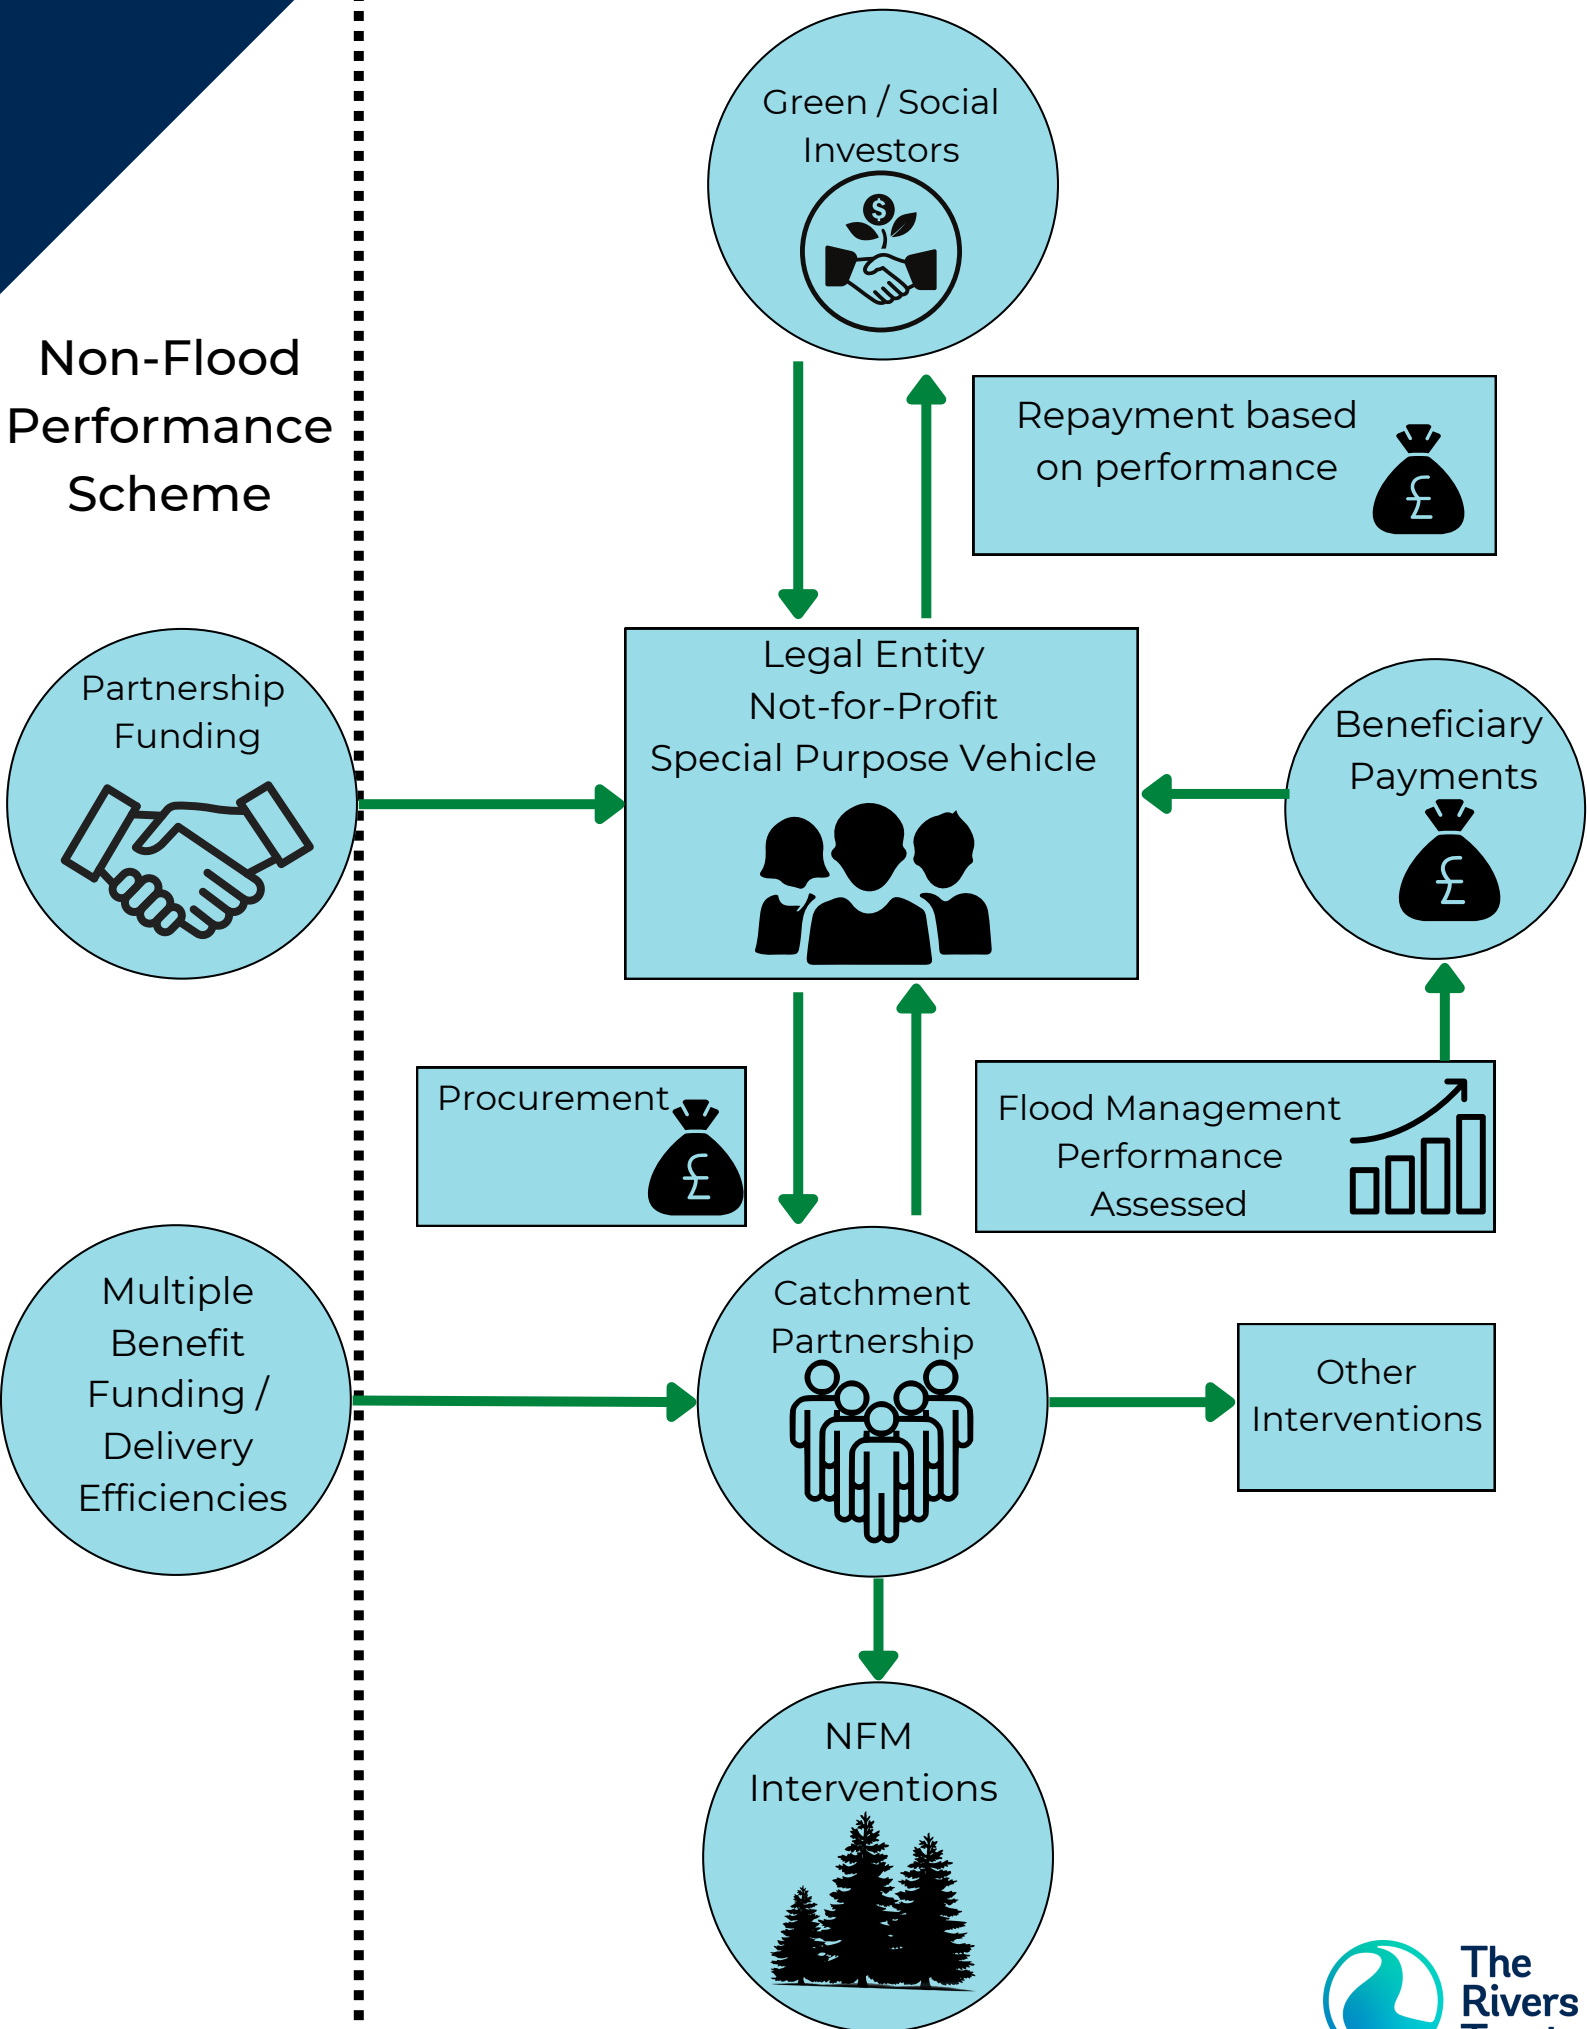 Green / Social
Investors
$
Non-Flood
Performance
Scheme
Repayment based
on performance
£
Partnership
Funding
Legal Entity
Not-for-Profit
Special Purpose Vehicle
Beneficiary
Payments
£
Procurement
£
Flood Management
Performance
Assessed
Multiple
Benefit
Funding /
Delivery
Efficiencies
Catchment
Partnership
Other
Interventions
NFM
Interventions
The
Rivers